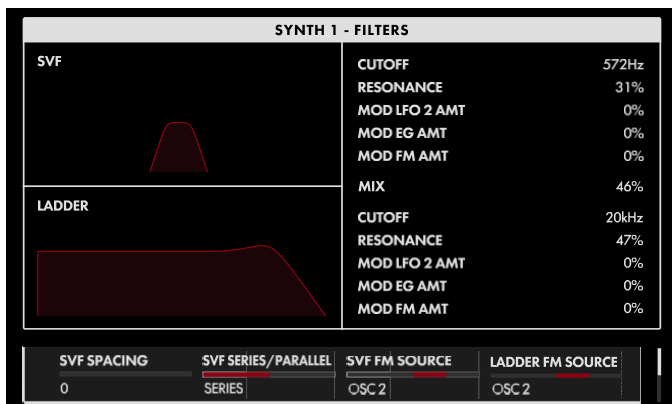 SYNTH 1 - FILTERS
SVF
CUTOFF 572Hz
RESONANCE 31%
MOD LFO 2 AMT 0%
MOD EG AMT 0%
MOD FM AMT 0%
MIX 46%
LADDER
CUTOFF 20kHz
RESONANCE 47%
MOD LFO 2 AMT 0%
MOD EG AMT 0%
MOD FM AMT 0%
SVF SPACING SVF SERIES/PARALLEL SVF FM SOURCE LADDER FM SOURCE
0 SERIES OSC 2 OSC 2